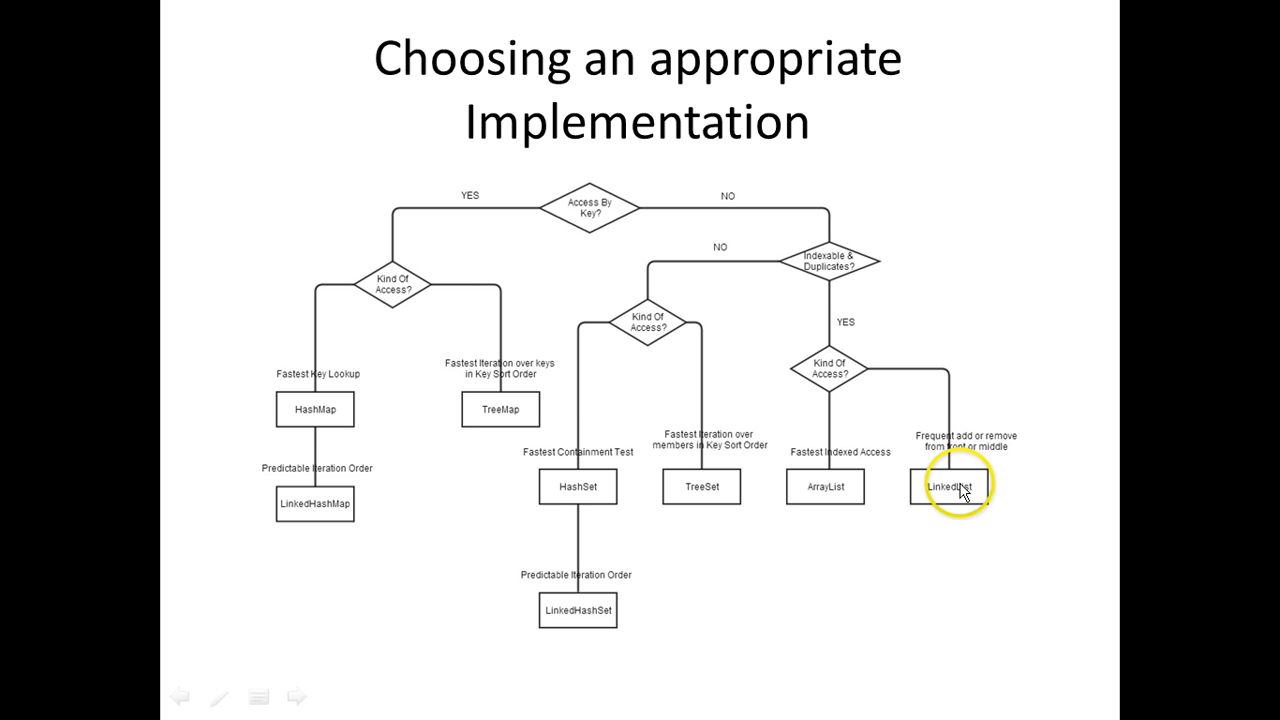 Choosing an appropriate
Implementation
YES
Access By
Key?
NO
NO
Indexable &
Duplicates?
Kind Of
Access?
Kind Of
Access?
YES
Kind Of
Access?
Fastest Key Lookup
Fastest Iteration over keys
in Key Sort Order
HashMap
TreeMap
Predictable Iteration Order
LinkedHashMap
Fastest Containment Test
Fastest Iteration over
members in Key Sort Order
Fastest Indexed Access
Frequent add or remove
from front or middle
HashSet
TreeSet
ArrayList
LinkedList
Predictable Iteration Order
LinkedHashSet